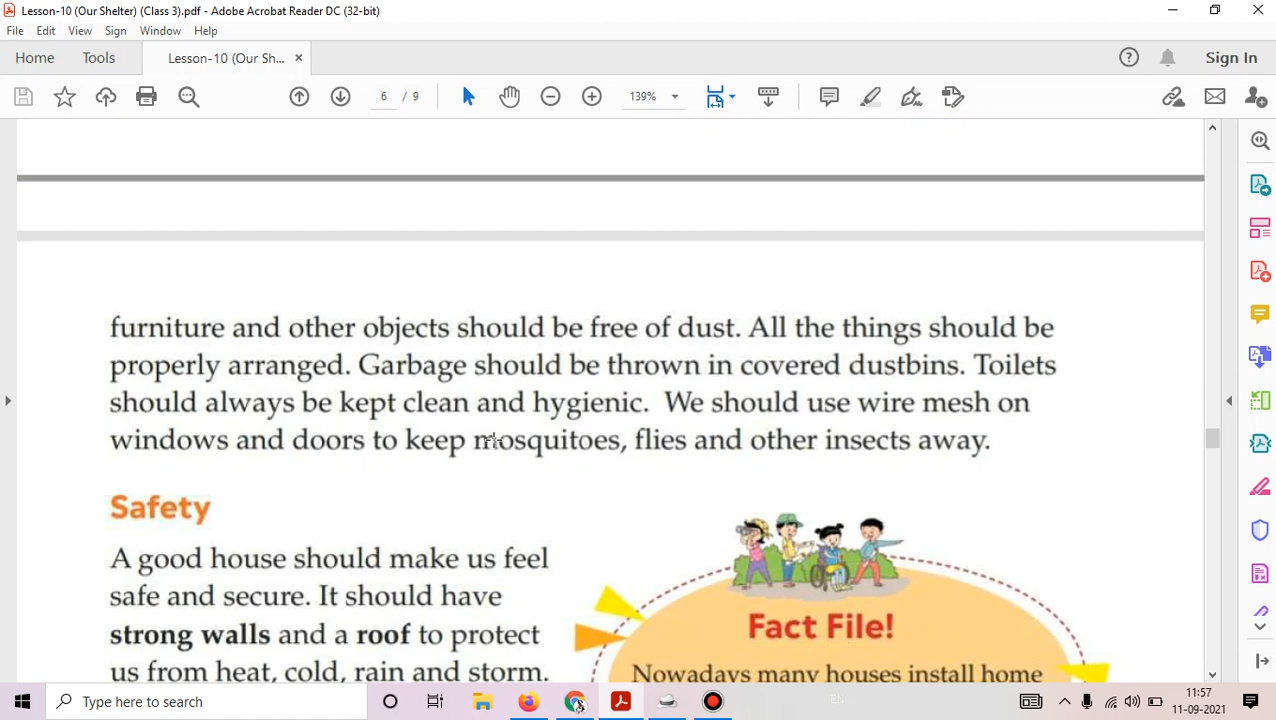 Lesson-10 (Our Shelter) (Class 3).pdf - Adobe Acrobat Reader DC (32-bit)
File Edit View Sign Window Help
Home Tools Lesson-10 (Our Sh... × Sign In
6 / 9 139%
furniture and other objects should be free of dust. All the things should be
properly arranged. Garbage should be thrown in covered dustbins. Toilets
should always be kept clean and hygienic. We should use wire mesh on
windows and doors to keep mosquitoes, flies and other insects away.
Safety
A good house should make us feel
safe and secure. It should have
strong walls and a roof to protect
us from heat, cold, rain and storm.
Fact File!
Nowadays many houses install home
Type here to search
EN
11:57
11-09-2021